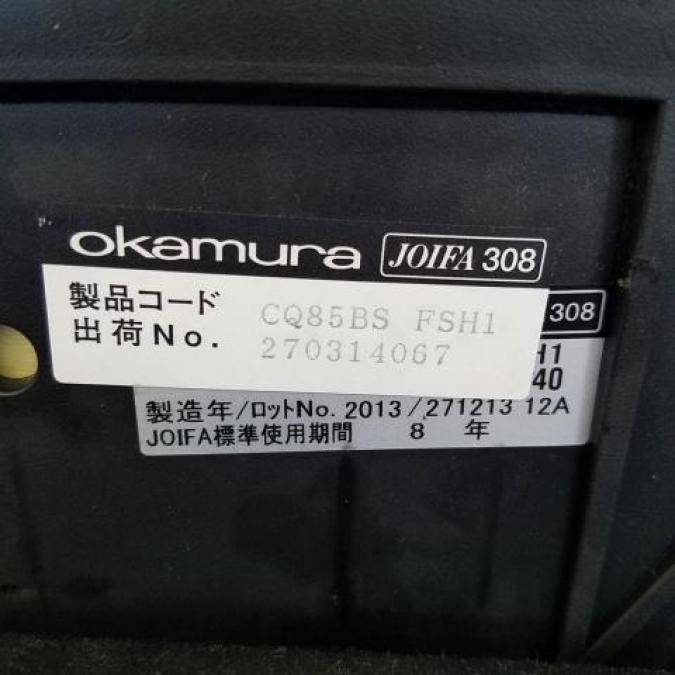 okamura JOIFA 308
製品コード CQ85BS FSH1
出荷No. 270314067
308
H1
40
製造年/ロットNo. 2013/271213 12A
JOIFA標準使用期間 8 年